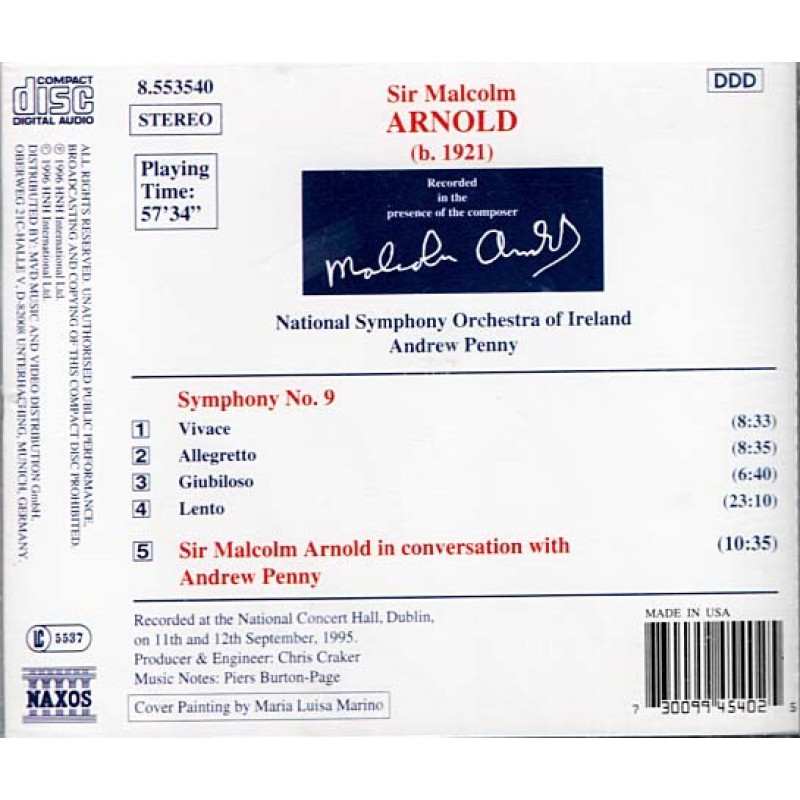 COMPACT
disc
DIGITAL AUDIO
8.553540
STEREO
Playing
Time:
57'34"
DDD
Sir Malcolm
ARNOLD
(b. 1921)
Recorded
in the
presence of the composer
Malcolm Arnold
National Symphony Orchestra of Ireland
Andrew Penny
Symphony No. 9
1 Vivace (8:33)
2 Allegretto (8:35)
3 Giubiloso (6:40)
4 Lento (23:10)
5 Sir Malcolm Arnold in conversation with (10:35)
Andrew Penny
Recorded at the National Concert Hall, Dublin,
on 11th and 12th September, 1995.
Producer & Engineer: Chris Craker
Music Notes: Piers Burton-Page
Cover Painting by Maria Luisa Marino
MADE IN USA
7 30099 45402 5
ALL RIGHTS RESERVED. UNAUTHORISED PUBLIC PERFORMANCE,
BROADCASTING AND COPYING OF THIS COMPACT DISC PROHIBITED.
℗ 1996 HNH International Ltd.
© 1996 HNH International Ltd.
DISTRIBUTED BY: MVD MUSIC AND VIDEO DISTRIBUTION GmbH,
OBERWEG 21C-HALLE V, D-82008 UNTERHACHING, MUNICH, GERMANY.
LC 5537
NAXOS